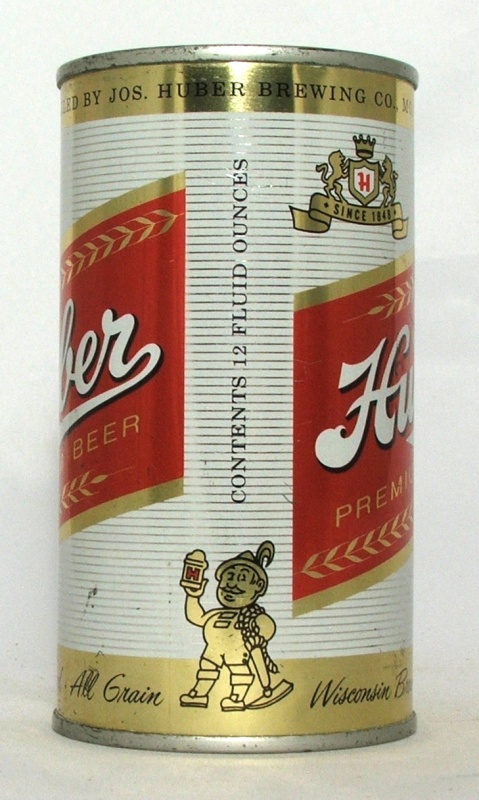 LED BY JOS. HUBER BREWING CO.,
H
SINCE 1848
CONTENTS 12 FLUID OUNCES
ber
BEER
Hu
PREMI
H
All Grain
Wisconsin B